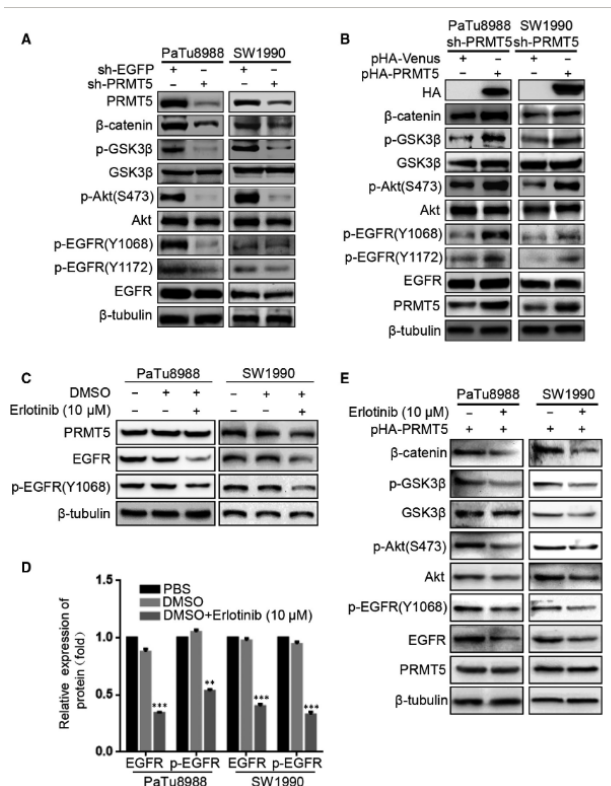 A
PaTu8988 SW1990
sh-EGFP + – + –
sh-PRMT5 – + – +
PRMT5
β-catenin
p-GSK3β
GSK3β
p-Akt(S473)
Akt
p-EGFR(Y1068)
p-EGFR(Y1172)
EGFR
β-tubulin
B
PaTu8988 SW1990
sh-PRMT5 sh-PRMT5
pHA-Venus + – + –
pHA-PRMT5 – + – +
HA
β-catenin
p-GSK3β
GSK3β
p-Akt(S473)
Akt
p-EGFR(Y1068)
p-EGFR(Y1172)
EGFR
PRMT5
β-tubulin
C
PaTu8988 SW1990
DMSO – + + – + +
Erlotinib (10 μM) – – + – – +
PRMT5
EGFR
p-EGFR(Y1068)
β-tubulin
D
PBS
DMSO
DMSO+Erlotinib (10 μM)
Relative expression of
protein (fold)
1.5
1.0
0.5
0.0
*** ** *** ***
EGFR p-EGFR EGFR p-EGFR
PaTu8988 SW1990
E
PaTu8988 SW1990
Erlotinib (10 μM) – + – +
pHA-PRMT5 + + + +
β-catenin
p-GSK3β
GSK3β
p-Akt(S473)
Akt
p-EGFR(Y1068)
EGFR
PRMT5
β-tubulin